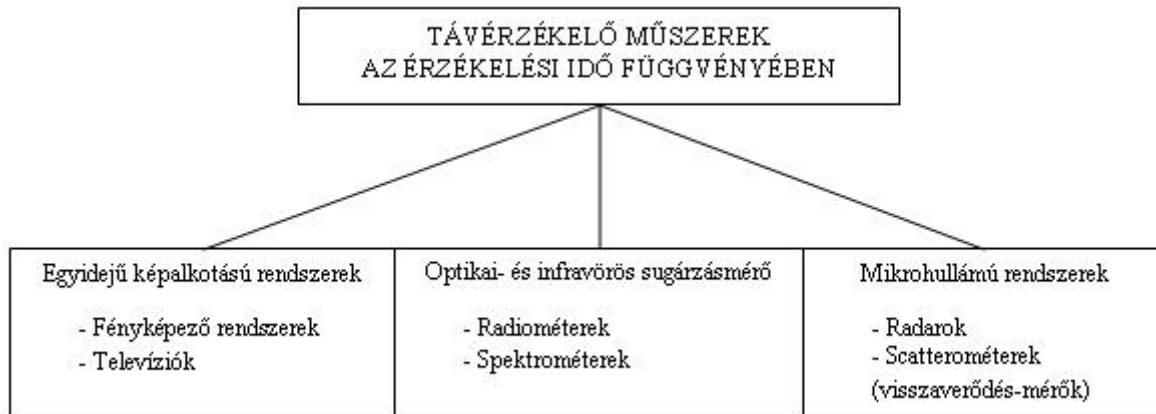 TÁVÉRZÉKELŐ MŰSZEREK
AZ ÉRZÉKELÉSI IDŐ FÜGGVÉNYÉBEN
Egyidejű képalkotású rendszerek
- Fényképező rendszerek
- Televíziók
Optikai- és infravörös sugárzásmérő
- Radiométerek
- Spektrométerek
Mikrohullámú rendszerek
- Radarok
- Scatterométerek
(visszaverődés-mérők)